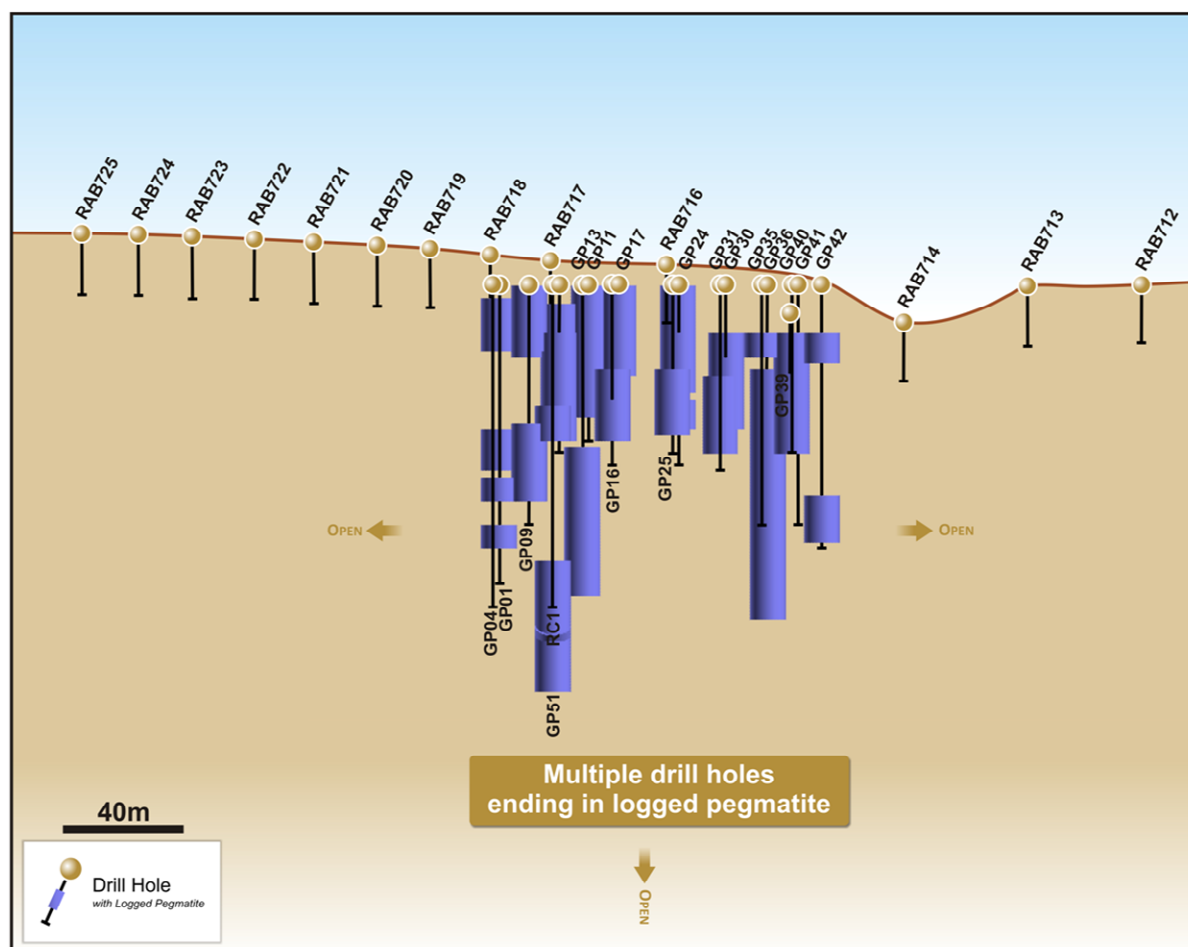 RAB725
RAB724
RAB723
RAB722
RAB721
RAB720
RAB719
RAB718
RAB717
GP13
GP11
GP17
RAB716
GP24
GP31
GP30
GP35
GP36
GP40
GP41
GP42
RAB714
RAB713
RAB712
GP39
GP25
GP16
GP09
GP01
GP04
RC1
GP51
OPEN
OPEN
Multiple drill holes
ending in logged pegmatite
OPEN
40m
Drill Hole
with Logged Pegmatite